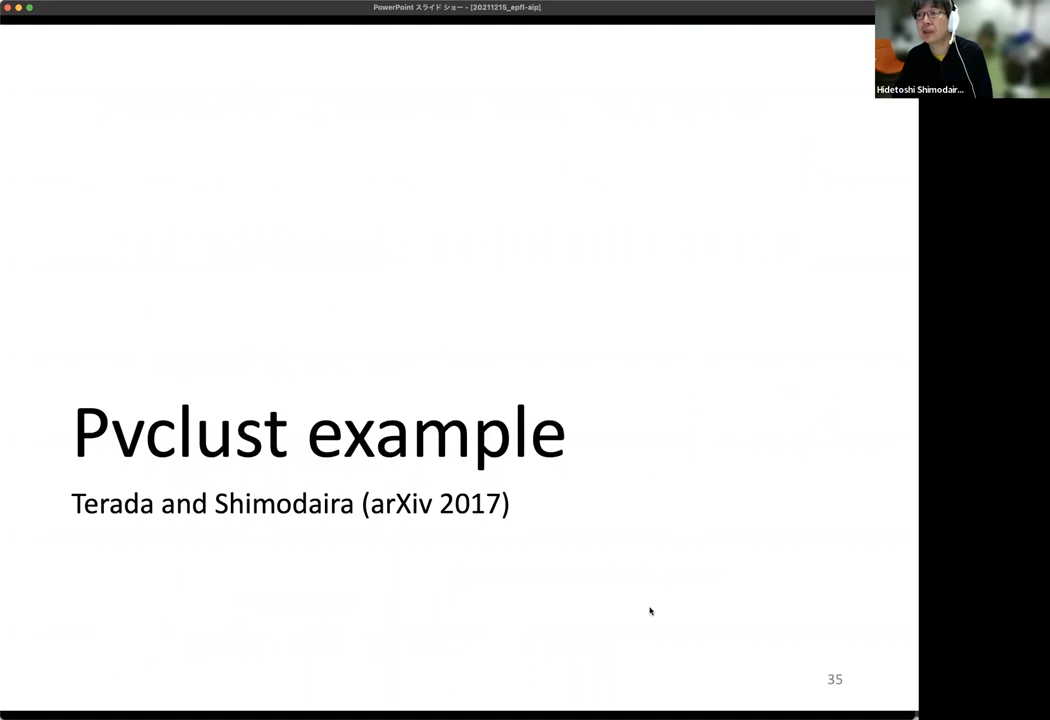 PowerPoint スライド ショー - [20211215_epfl-aip]
Hidetoshi Shimodair...
Pvclust example
Terada and Shimodaira (arXiv 2017)
35